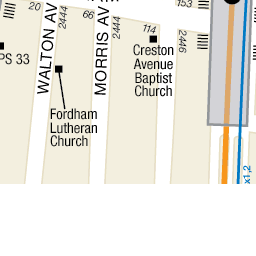 20
2444
66
114
153
WALTON AV
MORRIS AV
2444
Creston
Avenue
Baptist
Church
2446
PS 33
Fordham
Lutheran
Church
x1,2